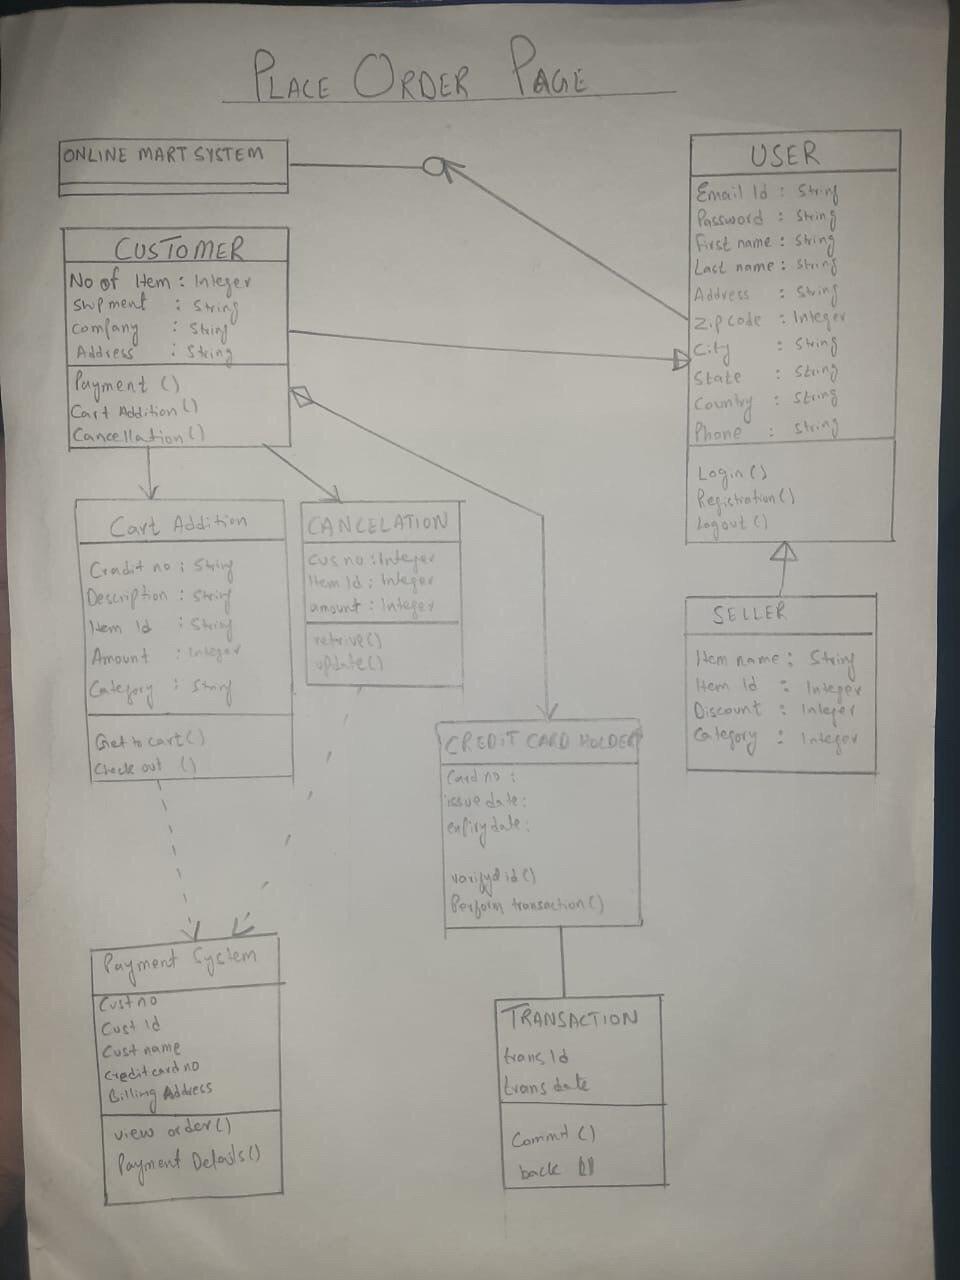 PLACE ORDER PAGE
ONLINE MART SYSTEM
CUSTOMER
No of Item : Integer
Shipment : String
Company : String
Address : String
Payment ()
Cart Addition()
Cancellation()
USER
Email Id : String
Password : String
First name : String
Last name : String
Address : String
Zip code : Integer
City : String
State : String
Country : String
Phone : String
Login()
Registration()
Logout()
Cart Addition
Cradit no : String
Description : String
Item Id : String
Amount : Integer
Category : String
Get to cart()
Check out ()
CANCELATION
Cus no : Integer
Item Id : Integer
amount : Integer
retrive()
update()
SELLER
Item name : String
Item Id : Integer
Discount : Integer
Category : Integer
CREDIT CARD HOLDER
Card no :
issue date :
expiry date :
id()
Perform transaction()
Payment System
Cust no
Cust Id
Cust name
Credit card no
Billing Address
view order()
Payment Details()
TRANSACTION
trans Id
trans date
Commit ()
back ()